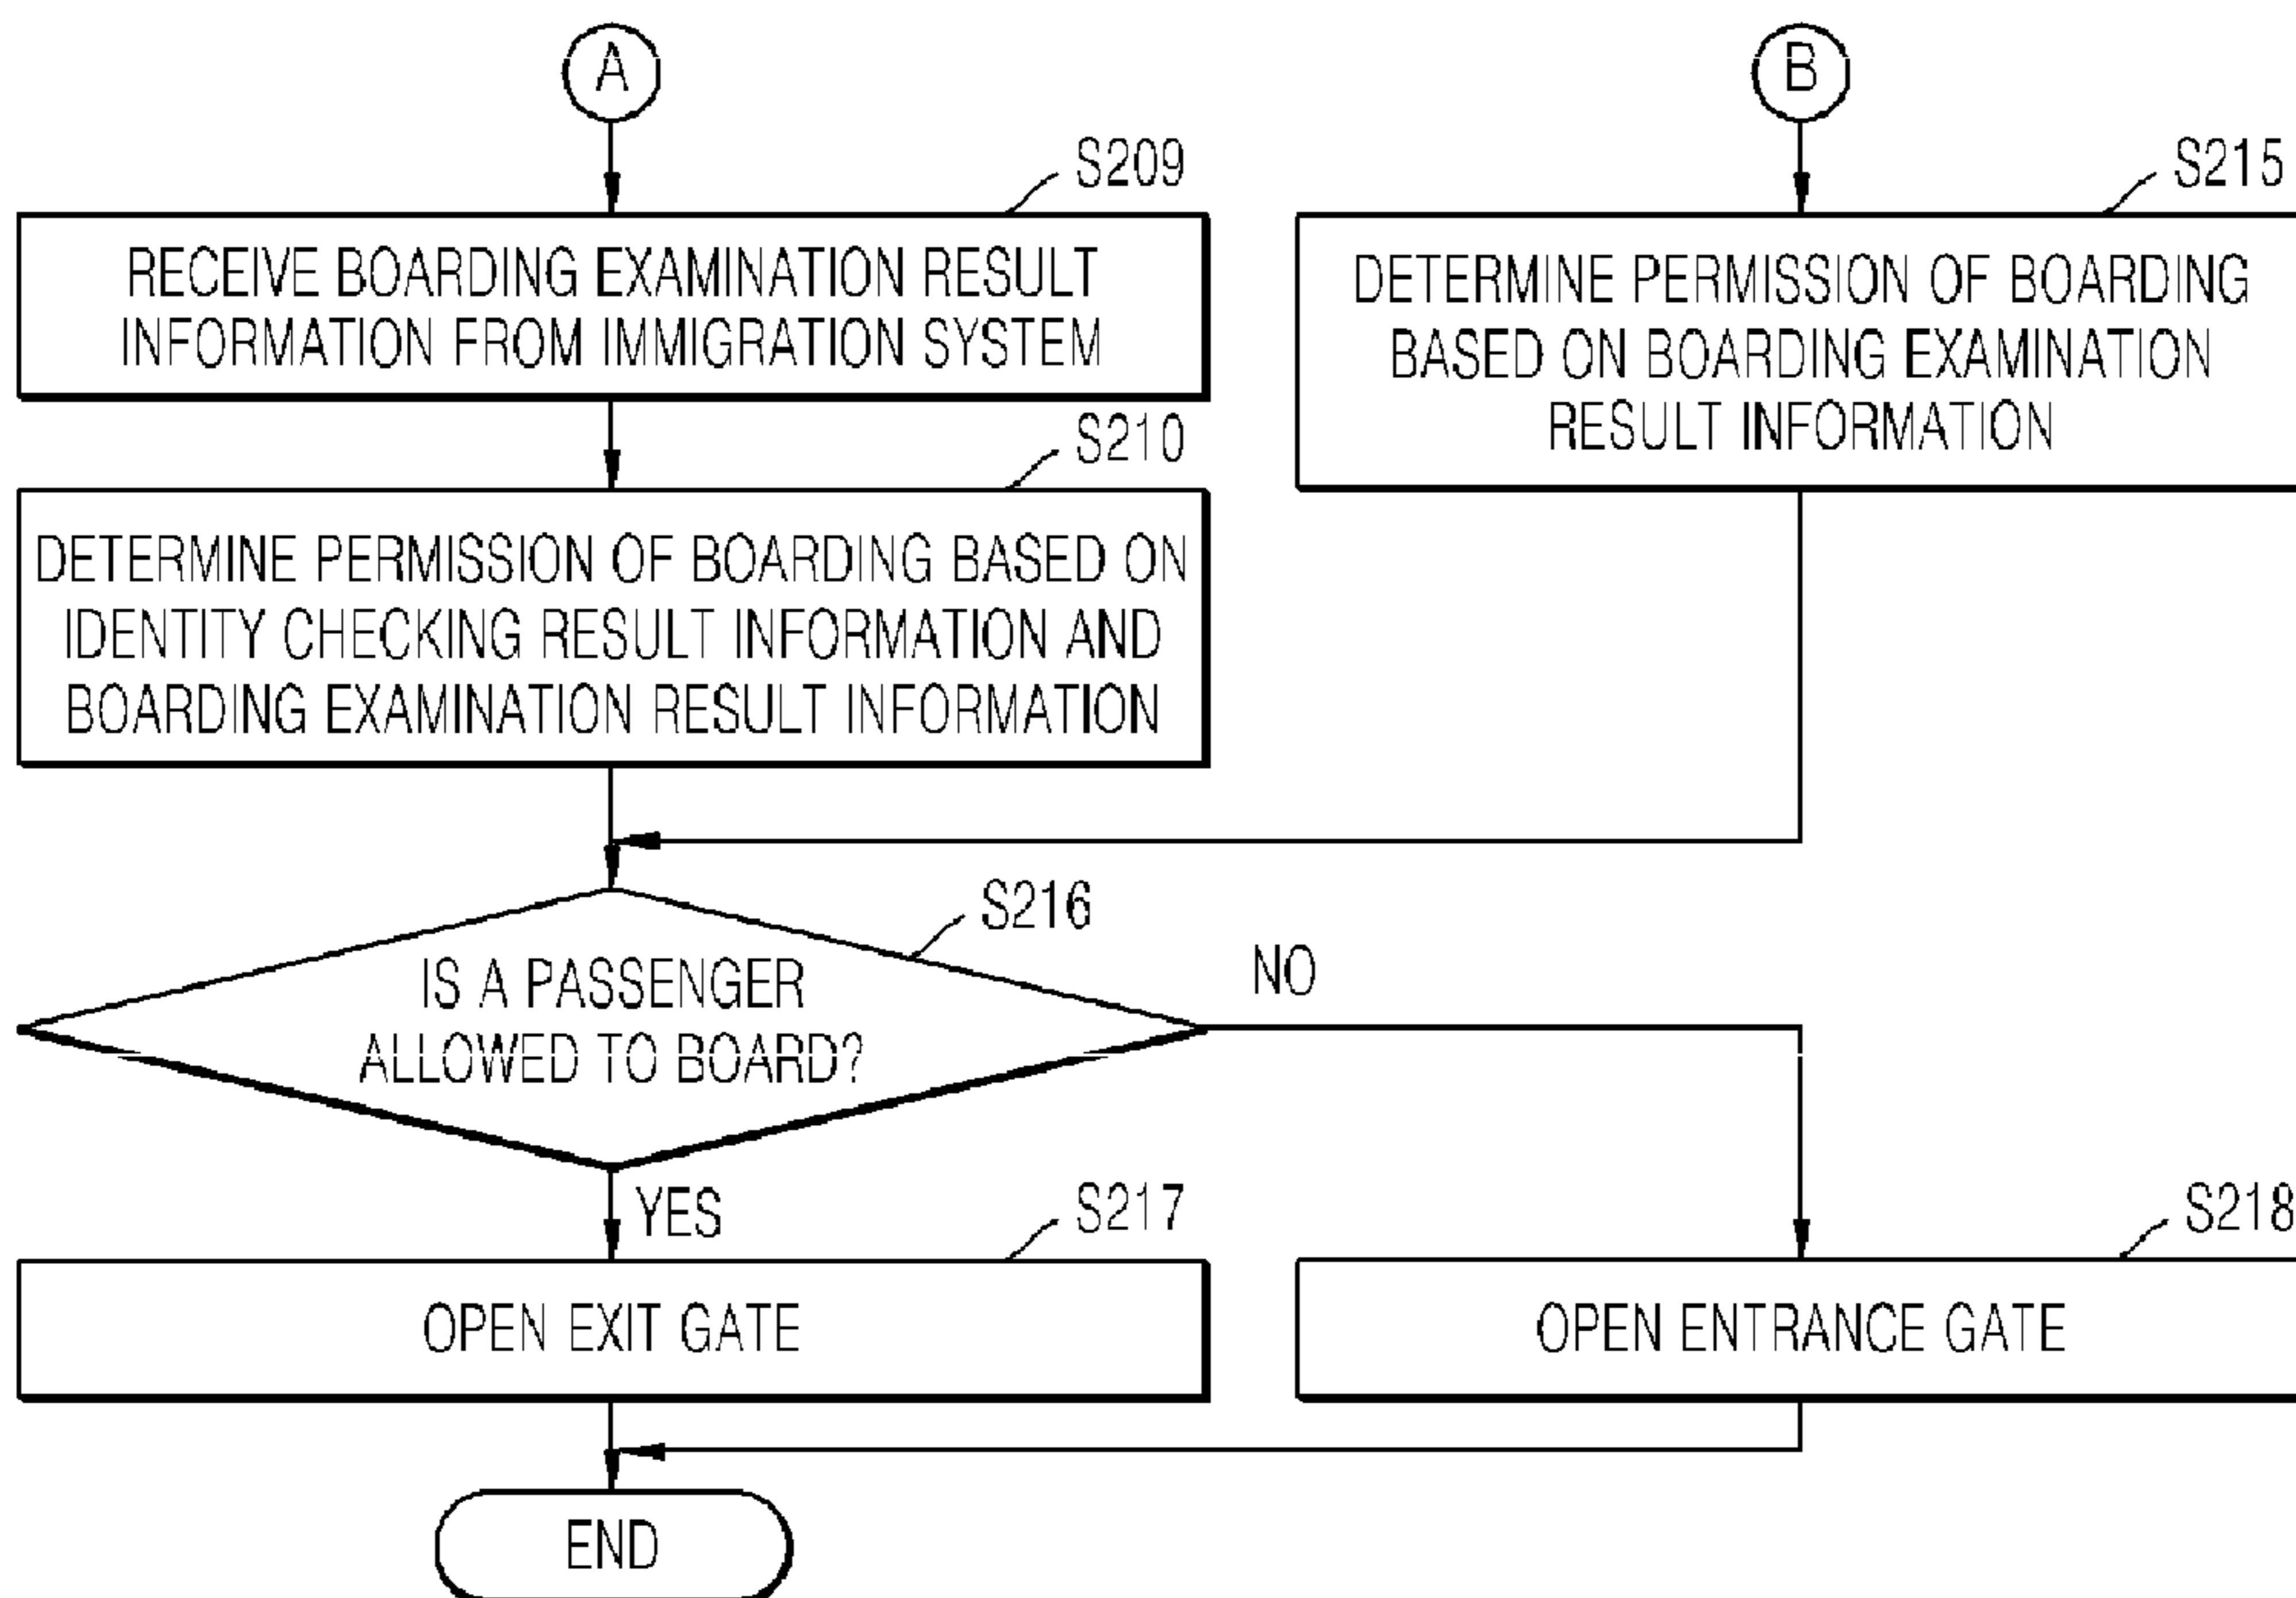 A
B
S209
S215
RECEIVE BOARDING EXAMINATION RESULT
INFORMATION FROM IMMIGRATION SYSTEM
DETERMINE PERMISSION OF BOARDING
BASED ON BOARDING EXAMINATION
RESULT INFORMATION
S210
DETERMINE PERMISSION OF BOARDING BASED ON
IDENTITY CHECKING RESULT INFORMATION AND
BOARDING EXAMINATION RESULT INFORMATION
S216
IS A PASSENGER
ALLOWED TO BOARD?
NO
YES
S217
S218
OPEN EXIT GATE
OPEN ENTRANCE GATE
END